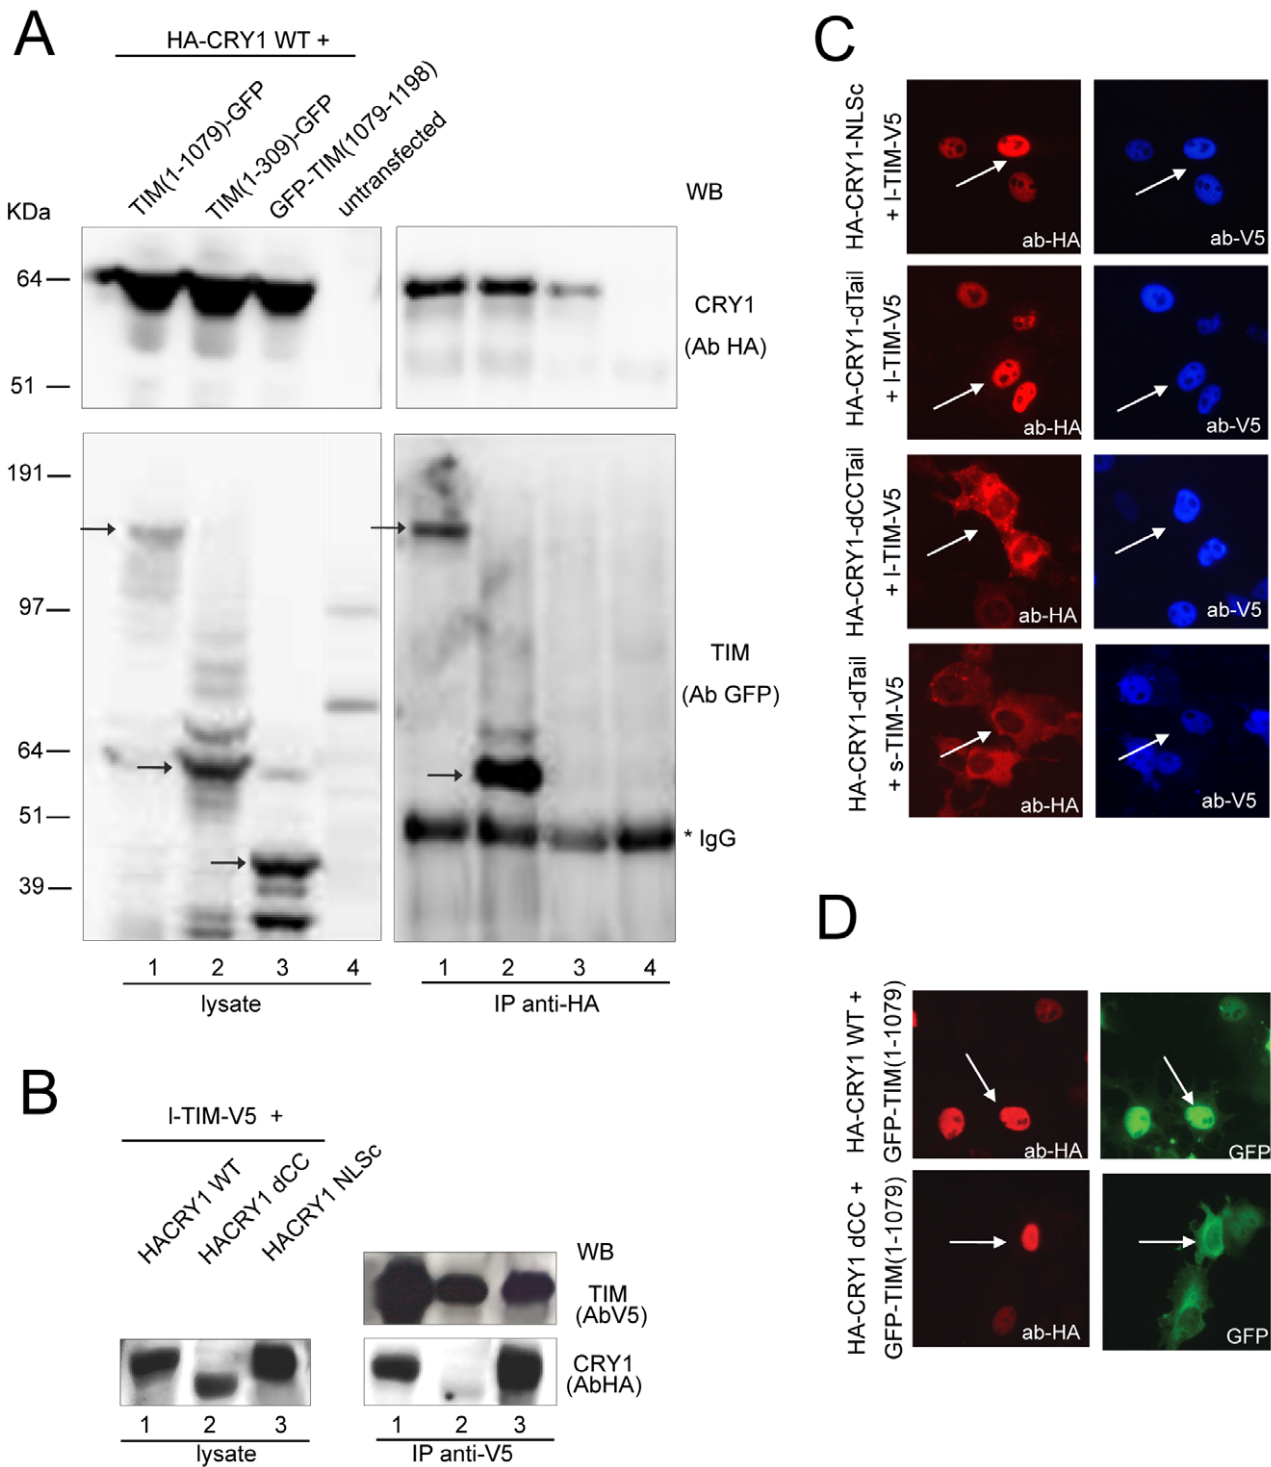 A
HA-CRY1 WT +
TIM(1-1079)-GFP
TIM(1-309)-GFP
GFP-TIM(1079-1198)
untransfected
KDa
WB
64
51
CRY1
(Ab HA)
191
97
64
51
39
TIM
(Ab GFP)
* IgG
1 2 3 4
lysate
1 2 3 4
IP anti-HA
B
l-TIM-V5 +
HACRY1 WT
HACRY1 dCC
HACRY1 NLSc
WB
TIM
(AbV5)
CRY1
(AbHA)
1 2 3
lysate
1 2 3
IP anti-V5
C
HA-CRY1-NLSc
+ l-TIM-V5
ab-HA
ab-V5
HA-CRY1-dTail
+ l-TIM-V5
ab-HA
ab-V5
HA-CRY1-dCCTail
+ l-TIM-V5
ab-HA
ab-V5
HA-CRY1-dTail
+ s-TIM-V5
ab-HA
ab-V5
D
HA-CRY1 WT +
GFP-TIM(1-1079)
ab-HA
GFP
HA-CRY1 dCC +
GFP-TIM(1-1079)
ab-HA
GFP